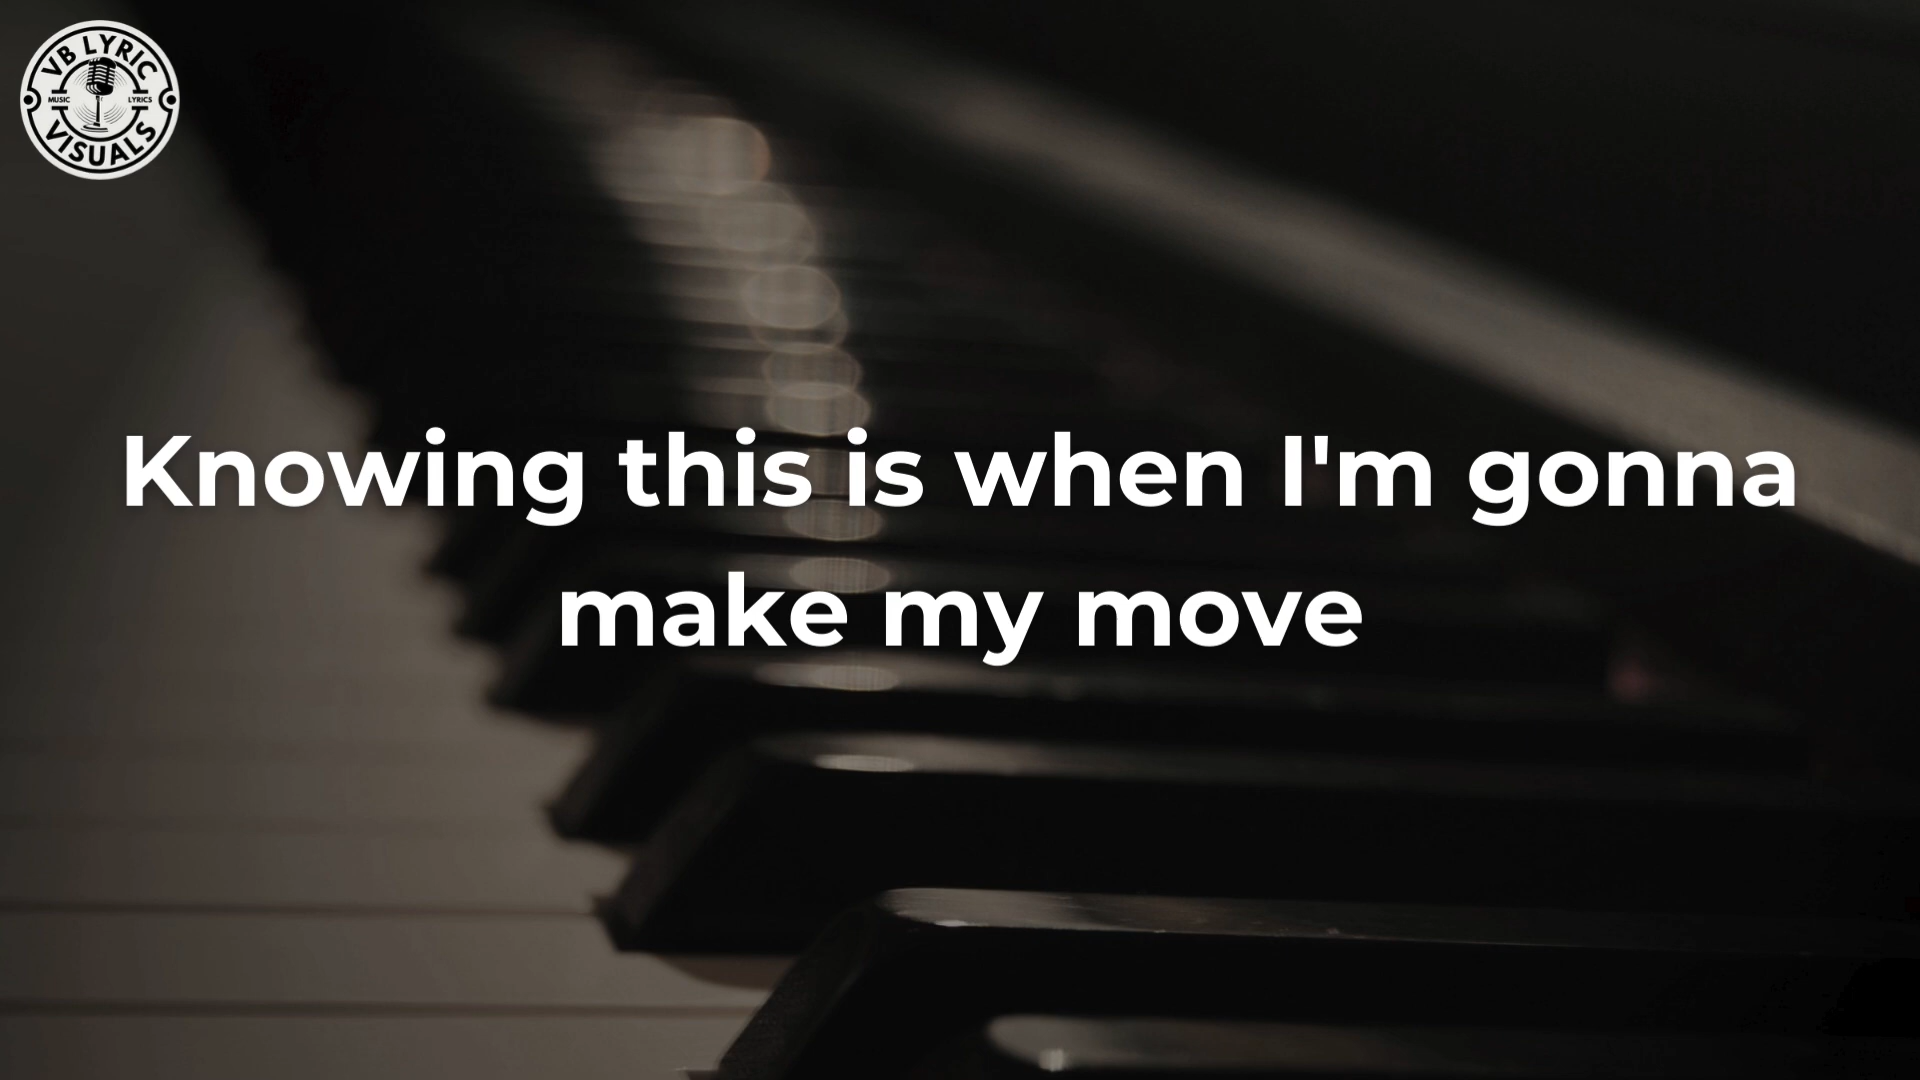 VB LYRIC
MUSIC LYRICS
VISUALS
Knowing this is when I'm gonna
make my move